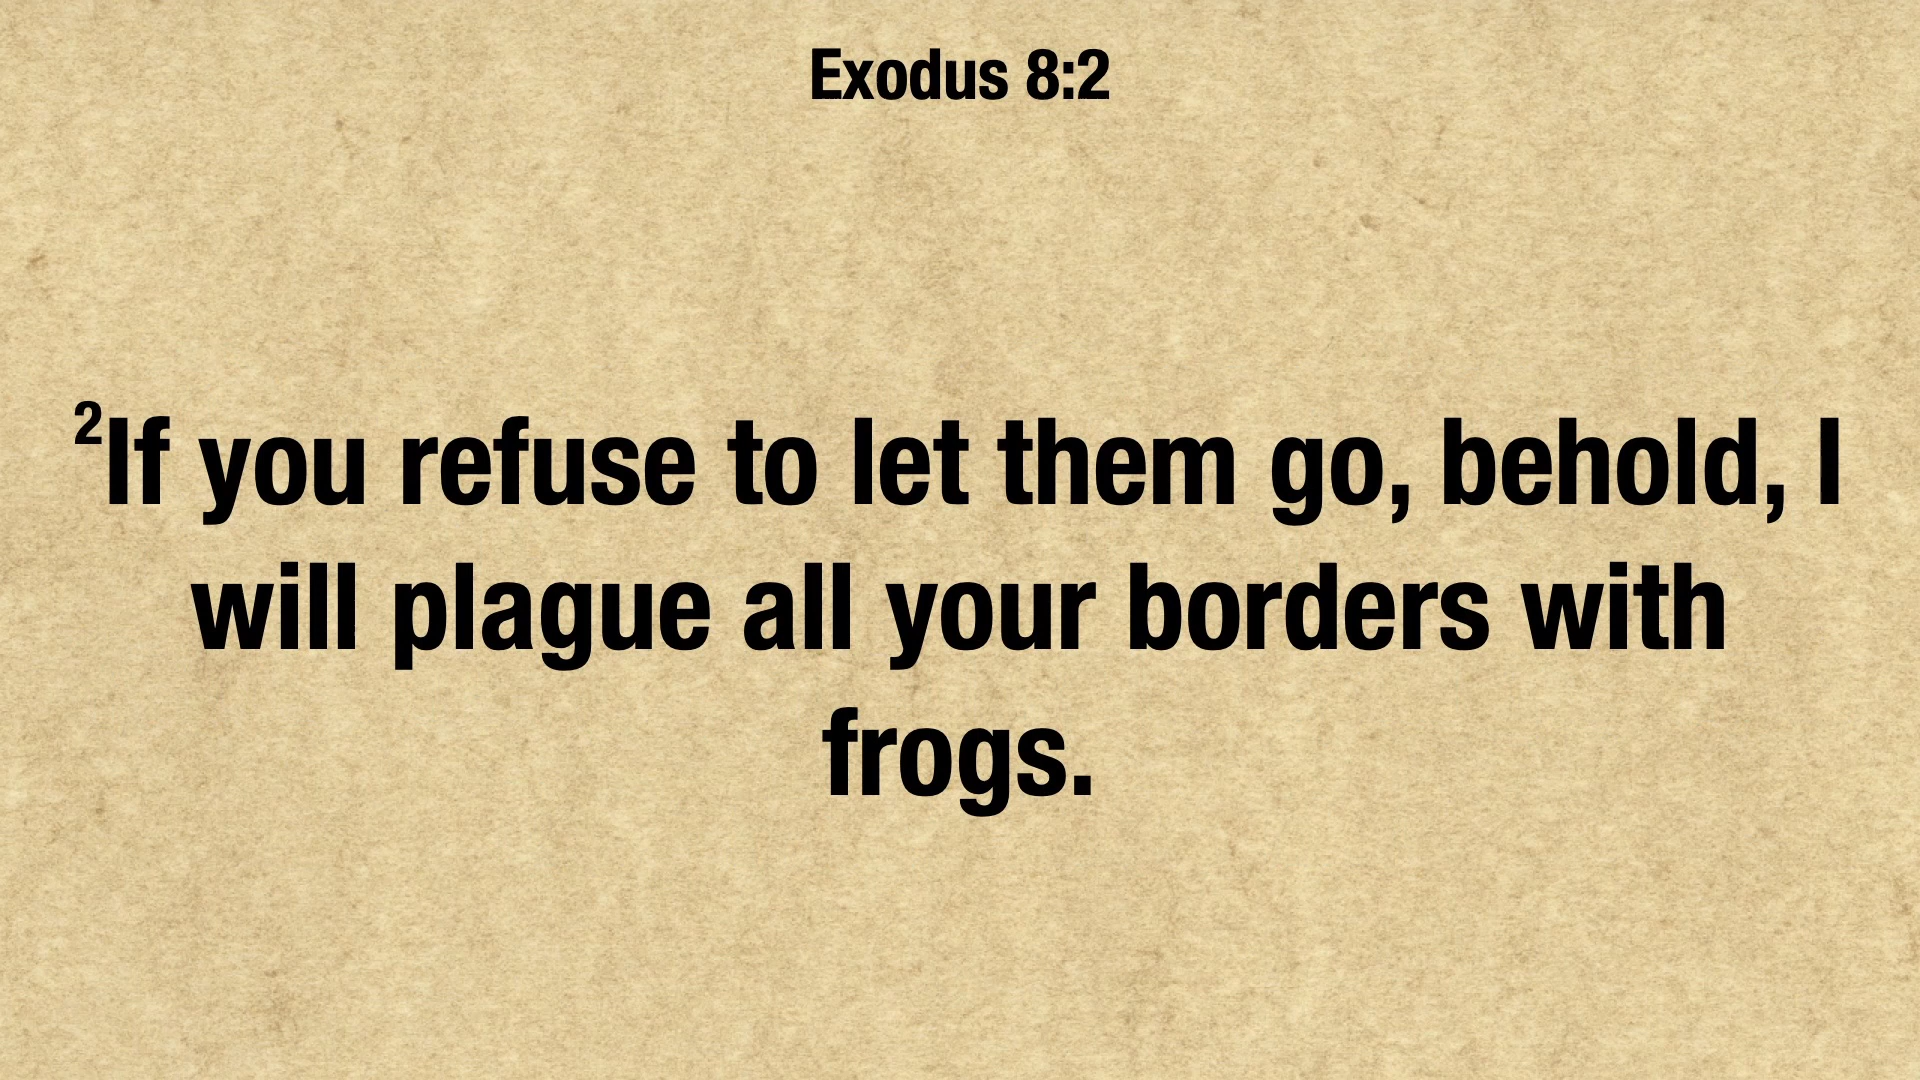 Exodus 8:2
2If you refuse to let them go, behold, I
will plague all your borders with
frogs.